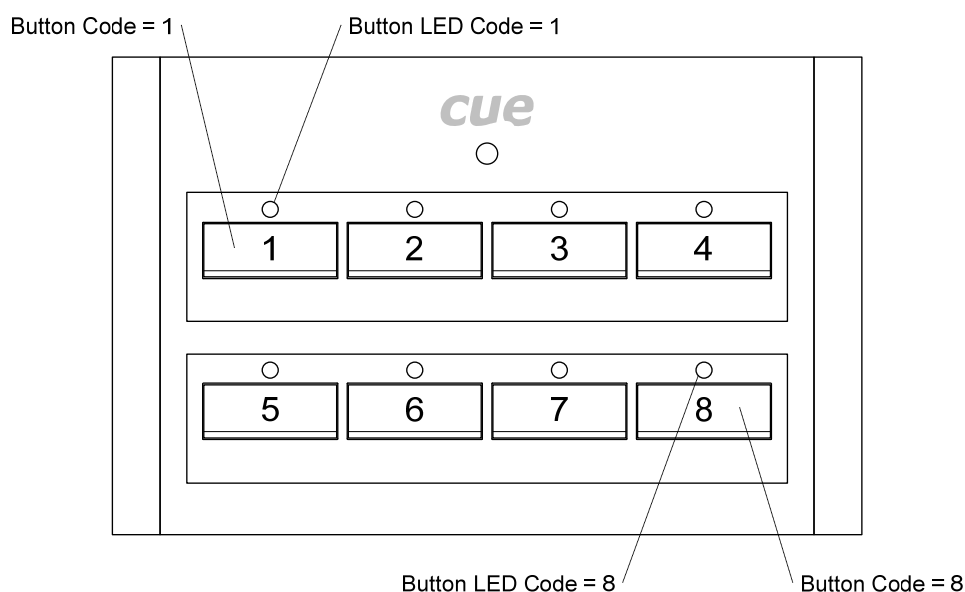 Button Code = 1
Button LED Code = 1
cue
1 2 3 4
5 6 7 8
Button LED Code = 8
Button Code = 8